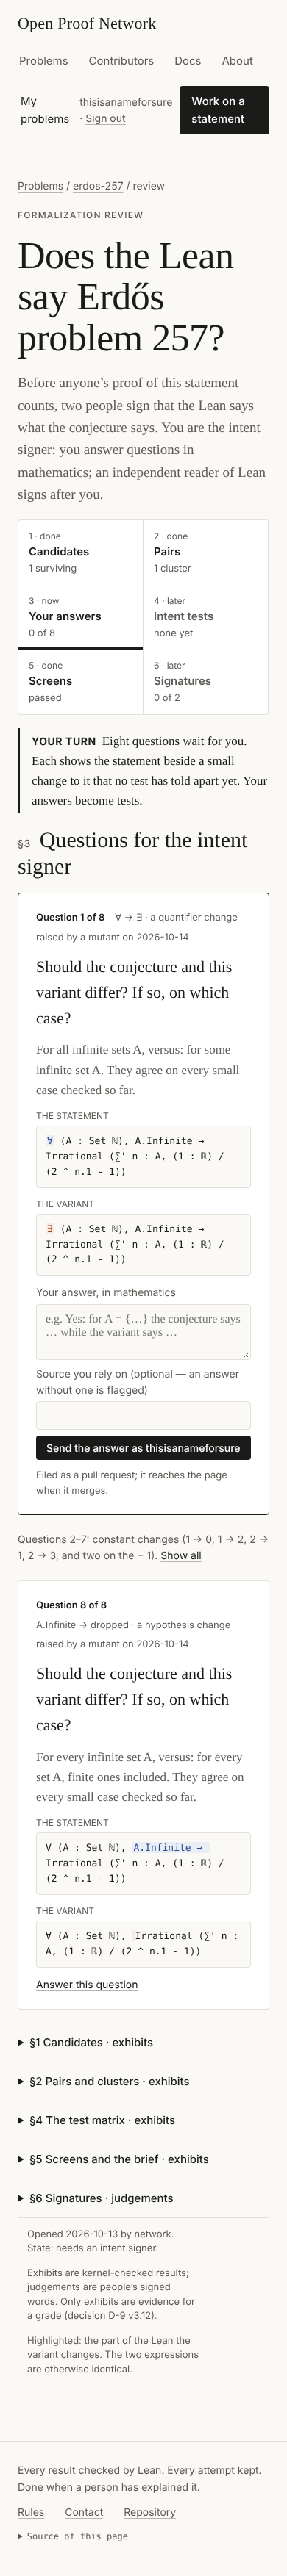 Open Proof Network
Problems Contributors Docs About
My problems
thisisanameforsure · Sign out
Work on a statement
Problems / erdos-257 / review
FORMALIZATION REVIEW
Does the Lean
say Erdős
problem 257?
Before anyone’s proof of this statement
counts, two people sign that the Lean says
what the conjecture says. You are the intent
signer: you answer questions in
mathematics; an independent reader of Lean
signs after you.
1 · done
Candidates
1 surviving
2 · done
Pairs
1 cluster
3 · now
Your answers
0 of 8
4 · later
Intent tests
none yet
5 · done
Screens
passed
6 · later
Signatures
0 of 2
YOUR TURN Eight questions wait for you.
Each shows the statement beside a small
change to it that no test has told apart yet. Your
answers become tests.
§3 Questions for the intent
signer
Question 1 of 8 ∀ → ∃ · a quantifier change
raised by a mutant on 2026-10-14
Should the conjecture and this
variant differ? If so, on which
case?
For all infinite sets A, versus: for some
infinite set A. They agree on every small
case checked so far.
THE STATEMENT
∀ (A : Set ℕ), A.Infinite →
Irrational (∑' n : A, (1 : ℝ) /
(2 ^ n.1 - 1))
THE VARIANT
∃ (A : Set ℕ), A.Infinite →
Irrational (∑' n : A, (1 : ℝ) /
(2 ^ n.1 - 1))
Your answer, in mathematics
e.g. Yes: for A = {…} the conjecture says
… while the variant says …
Source you rely on (optional — an answer
without one is flagged)
Send the answer as thisisanameforsure
Filed as a pull request; it reaches the page
when it merges.
Questions 2–7: constant changes (1 → 0, 1 → 2, 2 →
1, 2 → 3, and two on the − 1). Show all
Question 8 of 8
A.Infinite → dropped · a hypothesis change
raised by a mutant on 2026-10-14
Should the conjecture and this
variant differ? If so, on which
case?
For every infinite set A, versus: for every
set A, finite ones included. They agree on
every small case checked so far.
THE STATEMENT
∀ (A : Set ℕ), A.Infinite →
Irrational (∑' n : A, (1 : ℝ) /
(2 ^ n.1 - 1))
THE VARIANT
∀ (A : Set ℕ), Irrational (∑' n :
A, (1 : ℝ) / (2 ^ n.1 - 1))
Answer this question
§1 Candidates · exhibits
§2 Pairs and clusters · exhibits
§4 The test matrix · exhibits
§5 Screens and the brief · exhibits
§6 Signatures · judgements
Opened 2026-10-13 by network.
State: needs an intent signer.
Exhibits are kernel-checked results;
judgements are people’s signed
words. Only exhibits are evidence for
a grade (decision D-9 v3.12).
Highlighted: the part of the Lean the
variant changes. The two expressions
are otherwise identical.
Every result checked by Lean. Every attempt kept.
Done when a person has explained it.
Rules Contact Repository
Source of this page